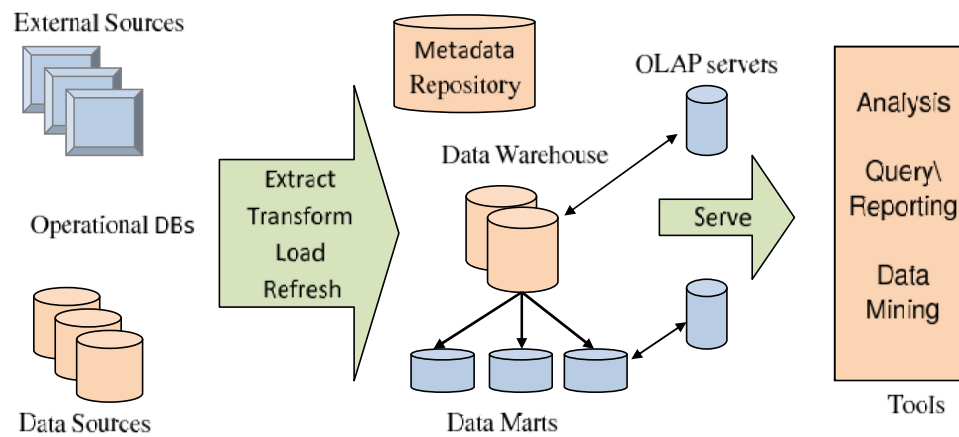 External Sources
Operational DBs
Data Sources
Extract
Transform
Load
Refresh
Metadata
Repository
Data Warehouse
Data Marts
OLAP servers
Serve
Analysis
Query\
Reporting
Data
Mining
Tools